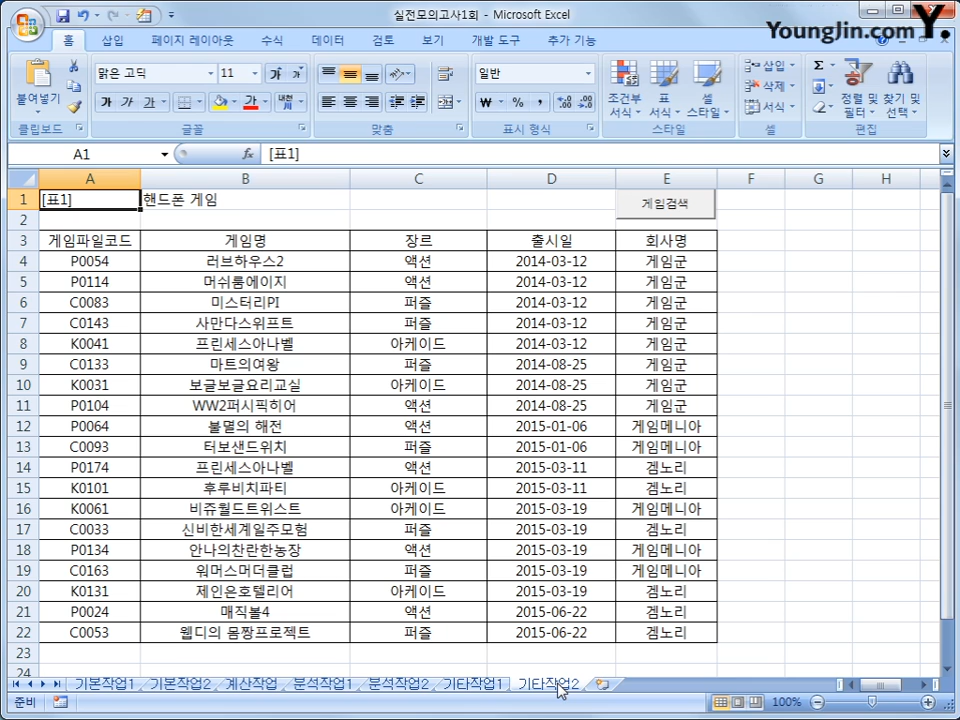 실전모의고사1회 - Microsoft Excel
YoungJin.com Y.
홈 삽입 페이지 레이아웃 수식 데이터 검토 보기 개발 도구 추가 기능
붙여넣기
맑은 고딕 11
가 가 가
일반
₩ % ,
조건부 서식
표 서식
셀 스타일
삽입
삭제
서식
Σ
정렬 및 필터
찾기 및 선택
클립보드 글꼴 맞춤 표시 형식 스타일 셀 편집
A1 fx [표1]
A B C D E F G H
1 [표1] 핸드폰 게임 게임검색
2
3 게임파일코드 게임명 장르 출시일 회사명
4 P0054 러브하우스2 액션 2014-03-12 게임군
5 P0114 머쉬룸에이지 액션 2014-03-12 게임군
6 C0083 미스터리PI 퍼즐 2014-03-12 게임군
7 C0143 사만다스위프트 퍼즐 2014-03-12 게임군
8 K0041 프린세스아나벨 아케이드 2014-03-12 게임군
9 C0133 마트의여왕 퍼즐 2014-08-25 게임군
10 K0031 보글보글요리교실 아케이드 2014-08-25 게임군
11 P0104 WW2퍼시픽히어 액션 2014-08-25 게임군
12 P0064 불멸의 해전 액션 2015-01-06 게임메니아
13 C0093 터보샌드위치 퍼즐 2015-01-06 게임메니아
14 P0174 프린세스아나벨 액션 2015-03-11 겜노리
15 K0101 후루비치파티 아케이드 2015-03-11 겜노리
16 K0061 비쥬월드트위스트 아케이드 2015-03-19 게임메니아
17 C0033 신비한세계일주모험 퍼즐 2015-03-19 겜노리
18 P0134 안나의찬란한농장 액션 2015-03-19 게임메니아
19 C0163 워머스머더클럽 퍼즐 2015-03-19 게임메니아
20 K0131 제인은호텔리어 아케이드 2015-03-19 겜노리
21 P0024 매직볼4 액션 2015-06-22 겜노리
22 C0053 웹디의 몸짱프로젝트 퍼즐 2015-06-22 겜노리
23
24
기본작업1 기본작업2 계산작업 분석작업1 분석작업2 기타작업1 기타작업2
준비 100%